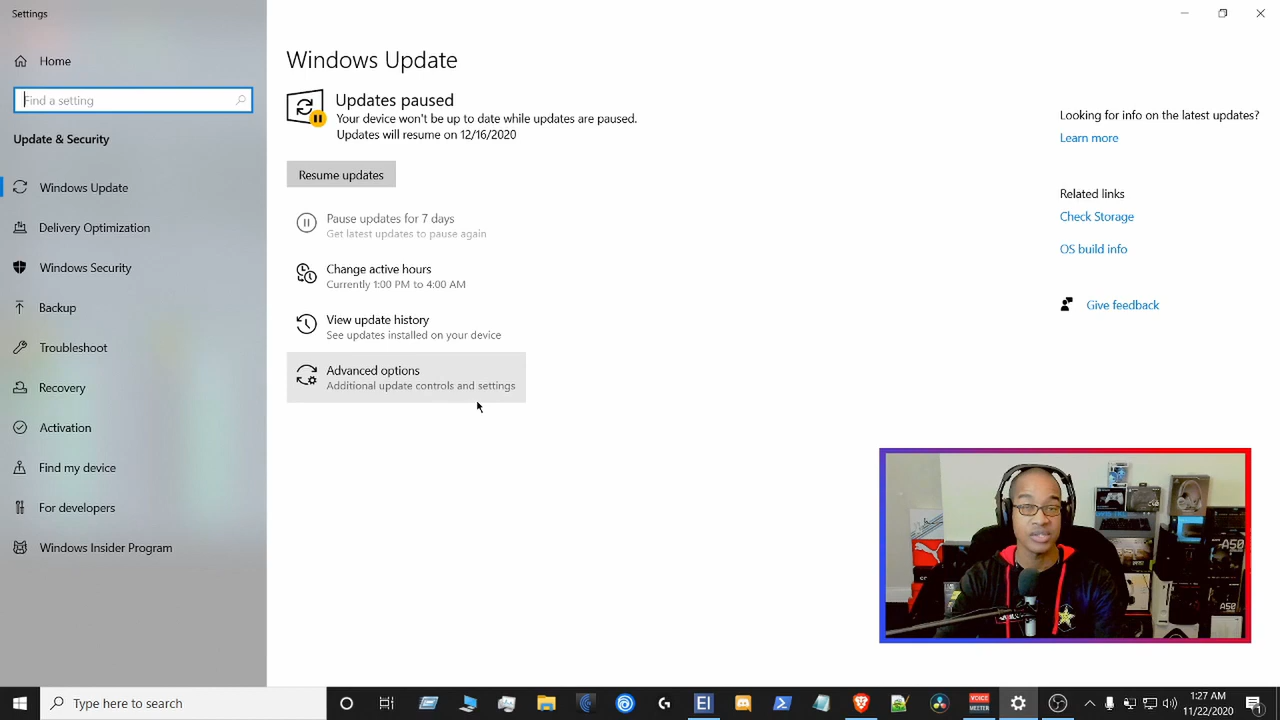 Settings
Home
Find a setting
Update & Security
Windows Update
Delivery Optimization
Windows Security
Backup
Troubleshoot
Recovery
Activation
Find my device
For developers
Windows Insider Program
Windows Update
Updates paused
Your device won't be up to date while updates are paused.
Updates will resume on 12/16/2020
Resume updates
Pause updates for 7 days
Get latest updates to pause again
Change active hours
Currently 1:00 PM to 4:00 AM
View update history
See updates installed on your device
Advanced options
Additional update controls and settings
Looking for info on the latest updates?
Learn more
Related links
Check Storage
OS build info
Give feedback
A50
A50
Type here to search
EI
VOICE
MEETER
1:27 AM
11/22/2020
1